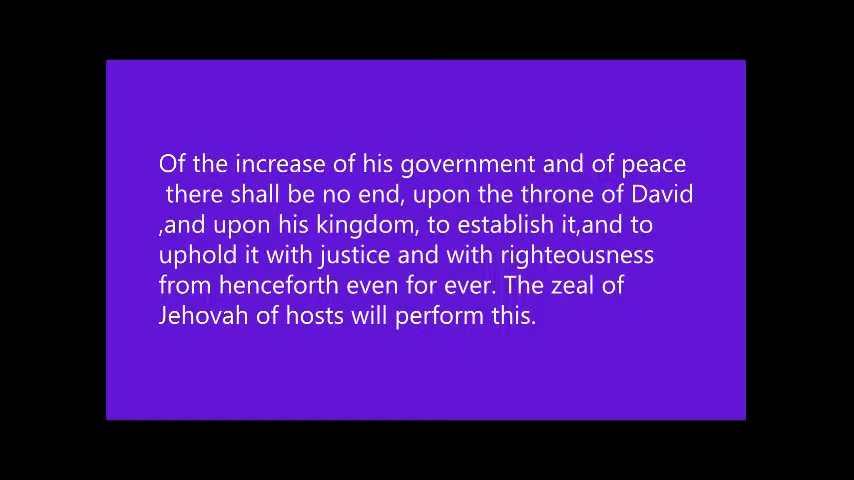 Of the increase of his government and of peace
there shall be no end, upon the throne of David
,and upon his kingdom, to establish it,and to
uphold it with justice and with righteousness
from henceforth even for ever. The zeal of
Jehovah of hosts will perform this.